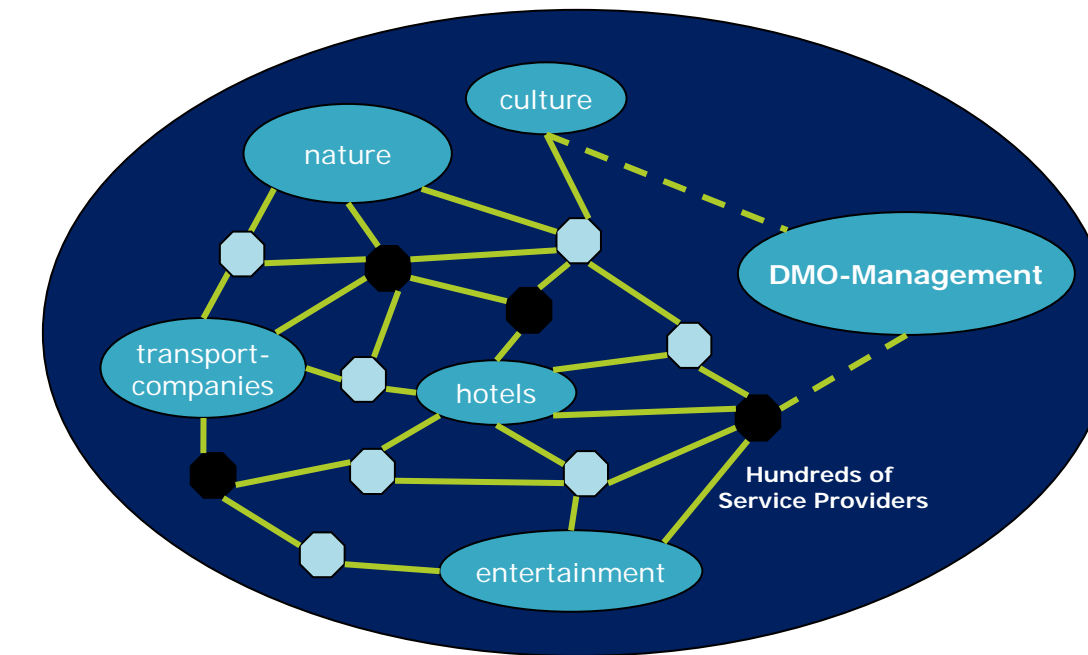 culture
nature
DMO-Management
transport-
companies
hotels
Hundreds of
Service Providers
entertainment